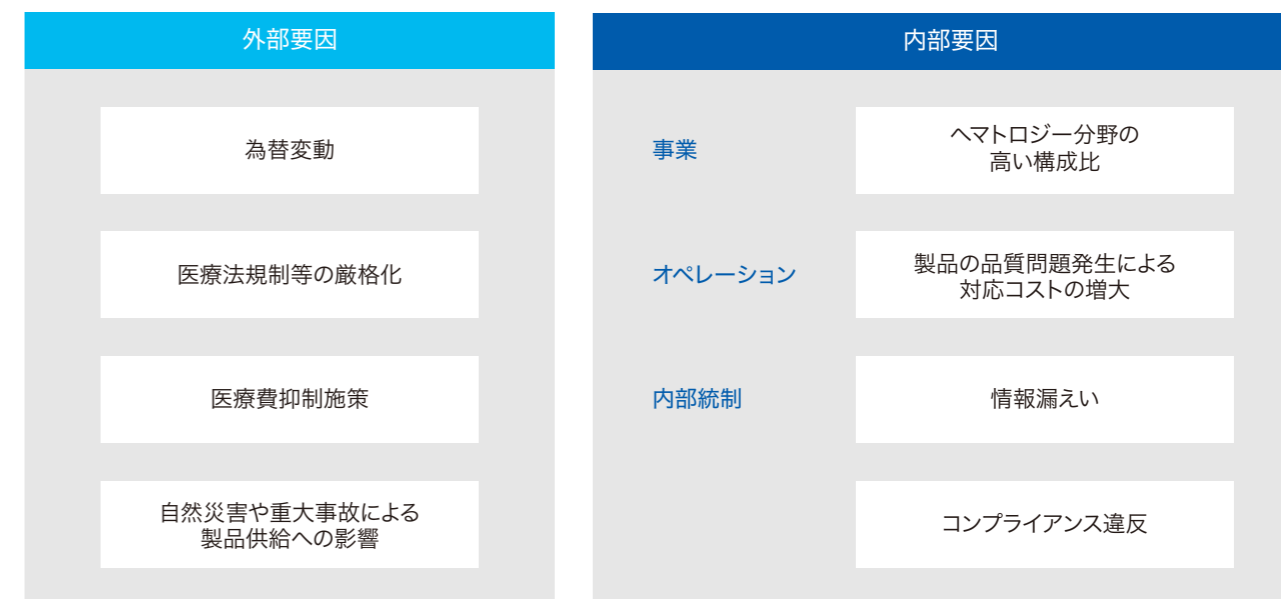 外部要因
為替変動
医療法規制等の厳格化
医療費抑制施策
自然災害や重大事故による
製品供給への影響
内部要因
事業
ヘマトロジー分野の
高い構成比
オペレーション
製品の品質問題発生による
対応コストの増大
内部統制
情報漏えい
コンプライアンス違反